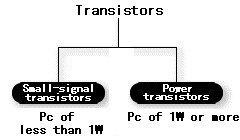 Transistors
Small-signal
transistors
Power
transistors
Pc of
less than 1W
Pc of 1W or more